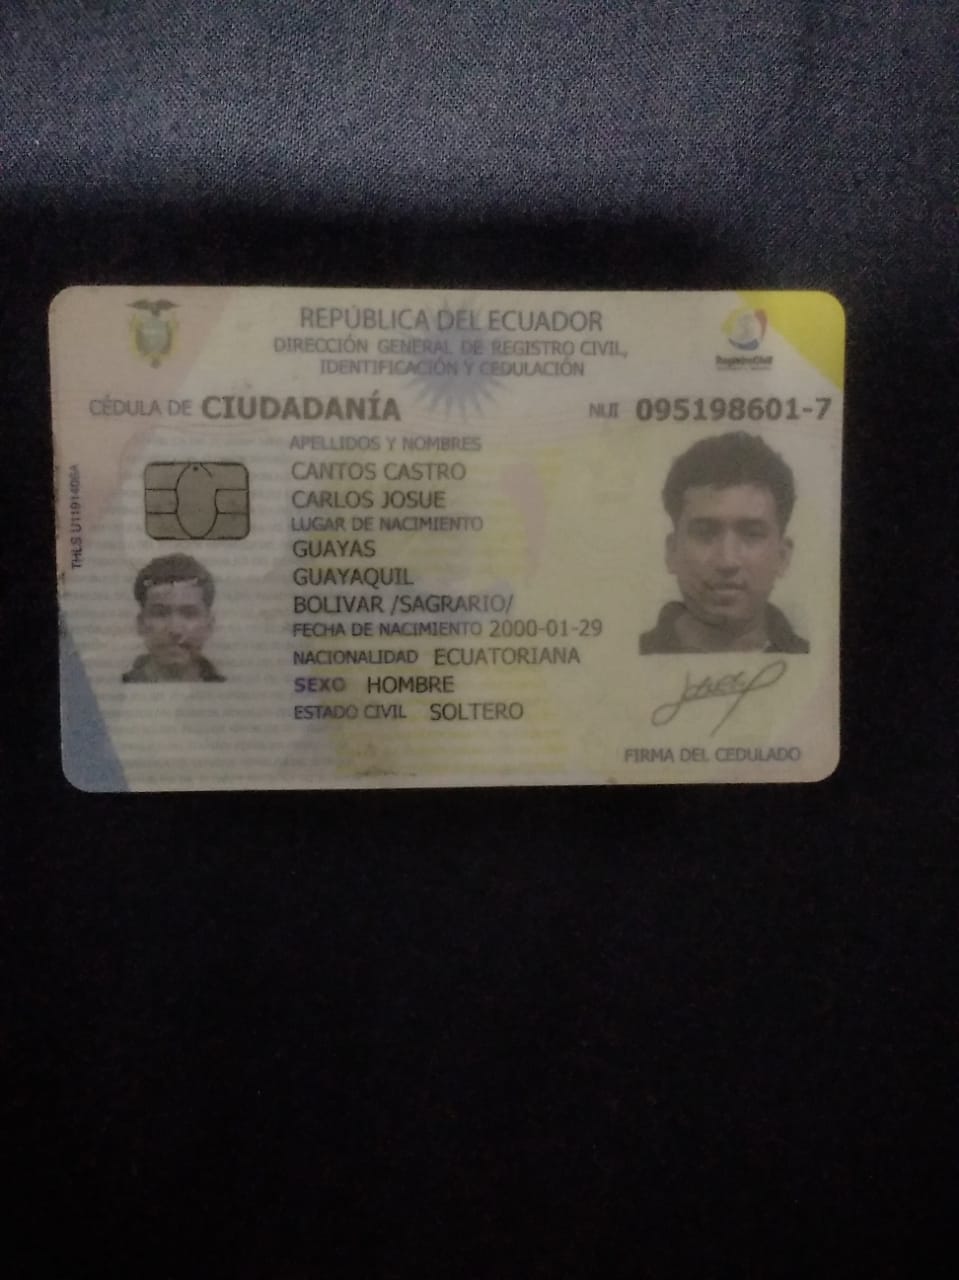 REPÚBLICA DEL ECUADOR
DIRECCIÓN GENERAL DE REGISTRO CIVIL,
IDENTIFICACIÓN Y CEDULACIÓN
RegistroCivil
CÉDULA DE CIUDADANÍA
NUI 095198601-7
APELLIDOS Y NOMBRES
CANTOS CASTRO
CARLOS JOSUE
LUGAR DE NACIMIENTO
GUAYAS
GUAYAQUIL
BOLIVAR /SAGRARIO/
FECHA DE NACIMIENTO 2000-01-29
NACIONALIDAD ECUATORIANA
SEXO HOMBRE
ESTADO CIVIL SOLTERO
FIRMA DEL CEDULADO